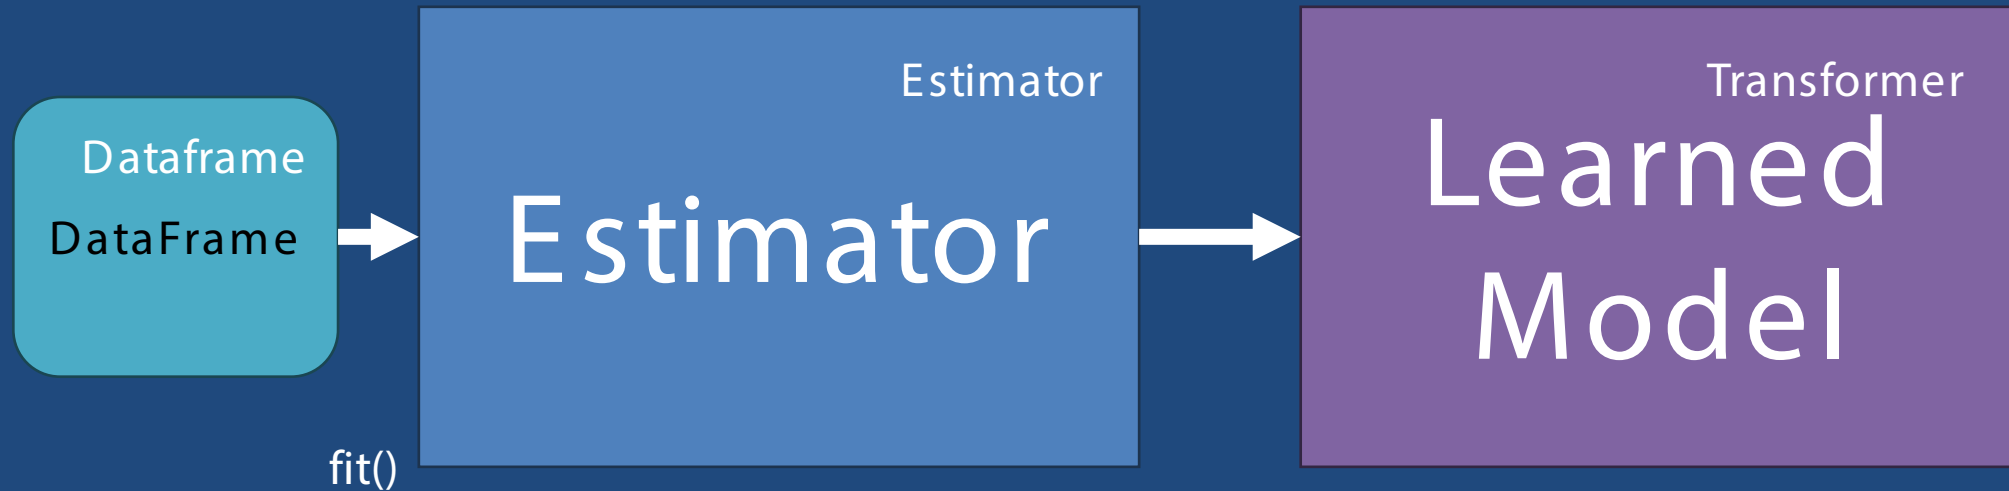 Dataframe
DataFrame
fit()
Estimator
Estimator
Transformer
Learned
Model